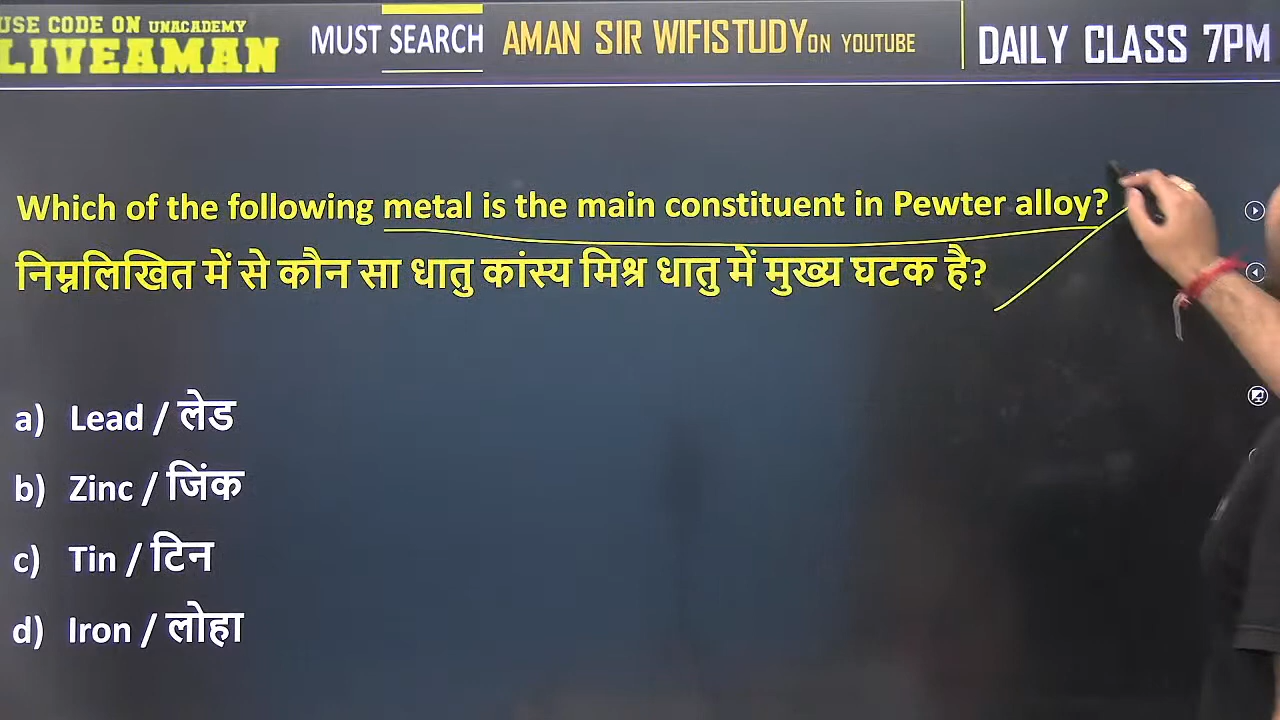 USE CODE ON UNACADEMY
LIVEAMAN
MUST SEARCH AMAN SIR WIFISTUDY ON YOUTUBE
DAILY CLASS 7PM
Which of the following metal is the main constituent in Pewter alloy?
निम्नलिखित में से कौन सा धातु कांस्य मिश्र धातु में मुख्य घटक है?
a) Lead / लेड
b) Zinc / जिंक
c) Tin / टिन
d) Iron / लोहा